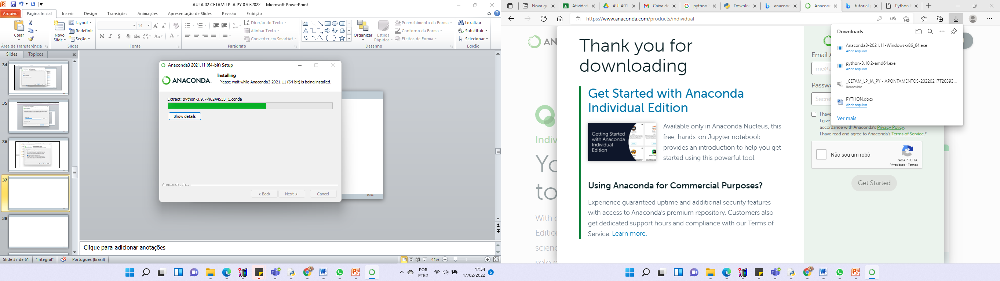 AULA 02 CETAM LP IA PY 07032022 - Microsoft PowerPoint
Arquivo
Página Inicial
Inserir
Design
Transições
Animações
Apresentação de Slides
Revisão
Exibição
Colar
Novo
Slide
Layout
Redefinir
Seção
14
N I S S abc AV Aa A
Direção do Texto
Alinhar Texto
Converter em SmartArt
Organizar
Estilos
Rápidos
Preenchimento da Forma
Contorno da Forma
Efeitos de Forma
Localizar
Substituir
Selecionar
Área de Transferência
Slides
Fonte
Parágrafo
Desenho
Edição
Slides
Tópicos
34
35
36
37
38
Anaconda3 2021.11 (64-bit) Setup
ANACONDA.
Installing
Please wait while Anaconda3 2021.11 (64-bit) is being installed.
Extract: python-3.9.7-h6244533_1.conda
Show details
Anaconda, Inc.
< Back
Next >
Cancel
Clique para adicionar anotações
Slide 37 de 61
"Integral"
Português (Brasil)
41%
POR
PTB2
17:54
17/02/2022
6
Nova gu
Atividad
AULA01
Caixa de
python
Downlo
anacond
Anacon
tutorial
Python
https://www.anaconda.com/products/individual
Thank you for
downloading
Get Started with Anaconda
Individual Edition
Getting Started
with Anaconda
Individual
Edition
Available only in Anaconda Nucleus, this
free, hands-on Jupyter notebook
provides an introduction to help you get
started using this powerful tool.
Using Anaconda for Commercial Purposes?
Experience guaranteed uptime and additional security features
with access to Anaconda's premium repository. Customers also
get dedicated support hours and compliance with our Terms of
Service. Learn more.
AN
Indiv
Yo
to
With
Edition
scienc
solo p
Downloads
Anaconda3-2021.11-Windows-x86_64.exe
Abrir arquivo
python-3.10.2-amd64.exe
Abrir arquivo
_CETAM_LP_IA_PY - APONTAMENTOS-20220217T20393...
Removido
PYTHON.docx
Abrir arquivo
Ver mais
Email A
me@a
Passwo
Secret
I have
I give
accordance with Anaconda's Privacy Policy.
I have read and agree to Anaconda's Terms of Service.*
Não sou um robô
reCAPTCHA
Privacidade - Termos
Get Started